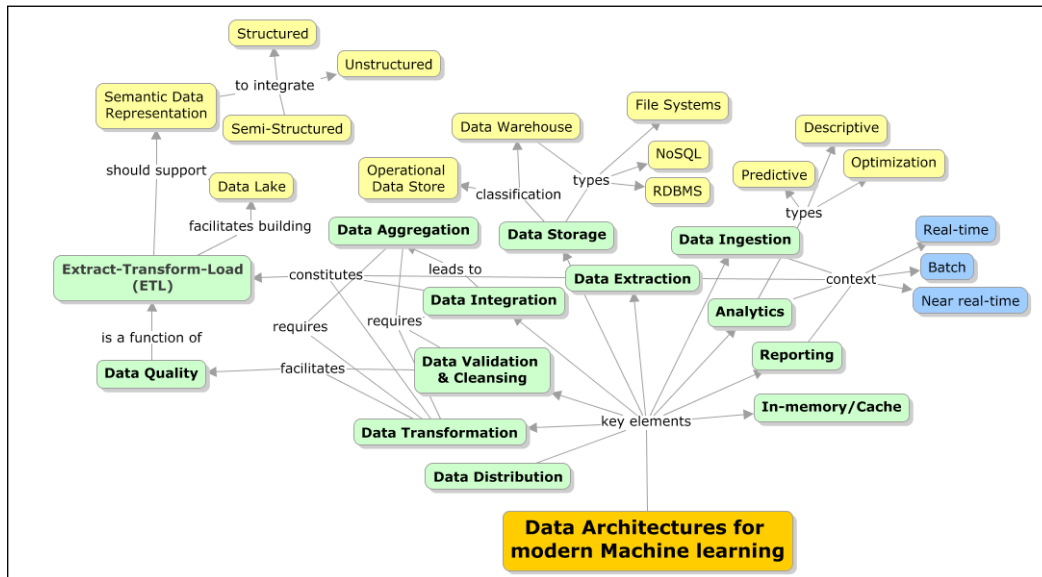 Structured
Unstructured
to integrate
Semantic Data
Representation
Semi-Structured
File Systems
Data Warehouse
Descriptive
NoSQL
Optimization
should support
Operational
Data Store
types
Predictive
Data Lake
classification
RDBMS
types
facilitates building
Data Aggregation
Data Storage
Data Ingestion
Real-time
Extract-Transform-Load
(ETL)
constitutes
leads to
Data Extraction
context
Batch
Data Integration
Near real-time
Analytics
requires
requires
is a function of
Reporting
Data Quality
facilitates
Data Validation
& Cleansing
In-memory/Cache
key elements
Data Transformation
Data Distribution
Data Architectures for
modern Machine learning